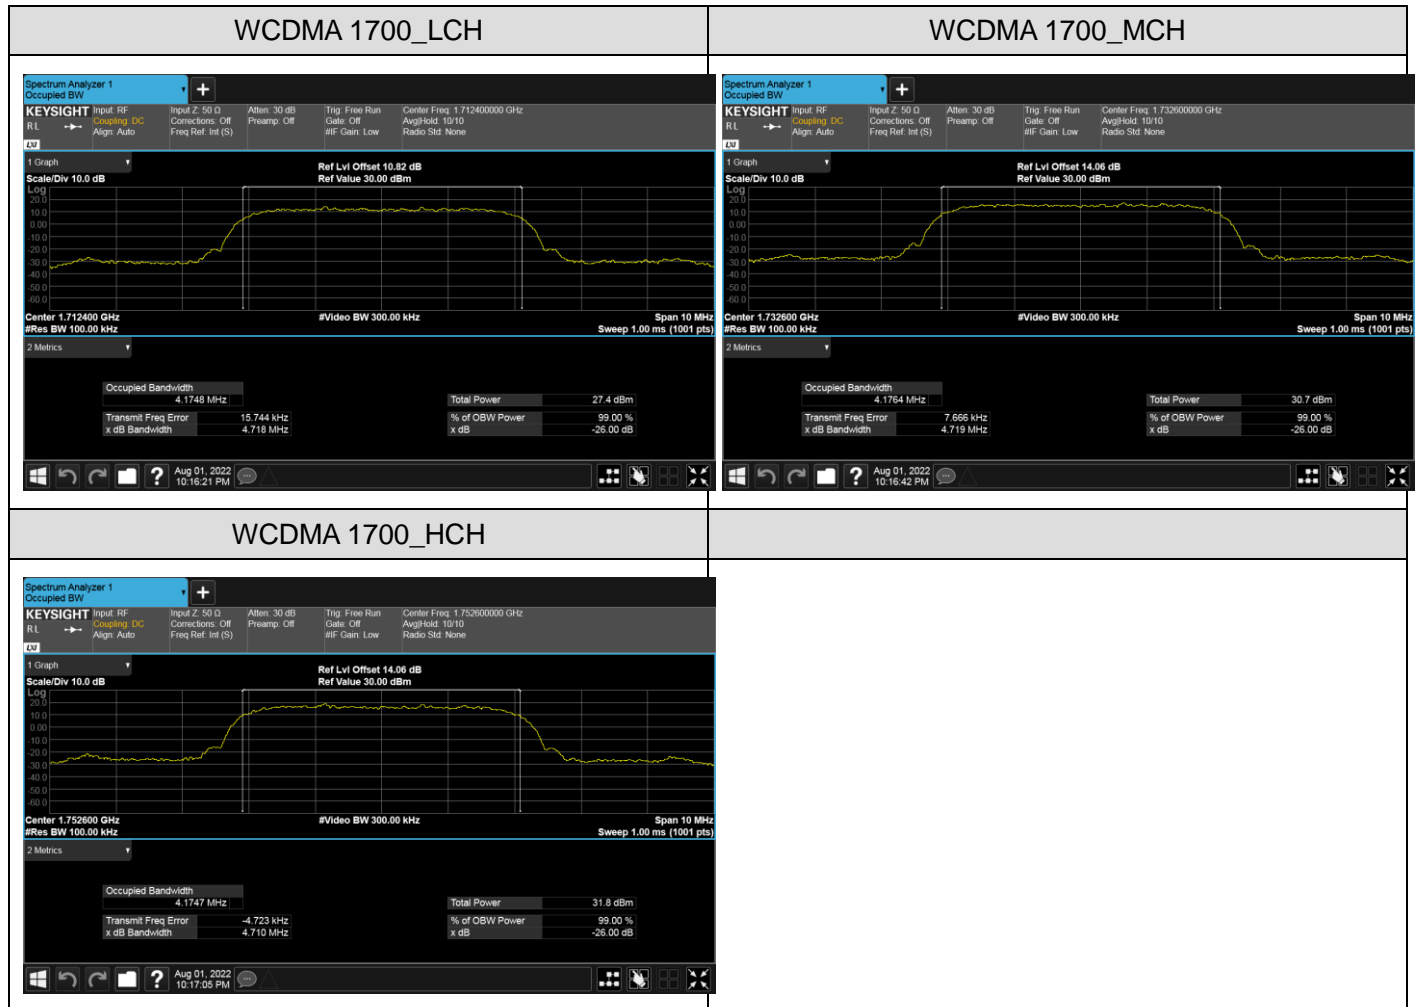 WCDMA 1700_LCH
WCDMA 1700_MCH
Spectrum Analyzer 1
Occupied BW
KEYSIGHT
Input: RF
Coupling: DC
Align: Auto
Input Z: 50 Ω
Corrections: Off
Freq Ref: Int (S)
Atten: 30 dB
Preamp: Off
Trig: Free Run
Gate: Off
#IF Gain: Low
Center Freq: 1.712400000 GHz
Avg|Hold: 10/10
Radio Std: None
RL
LXI
1 Graph
Scale/Div 10.0 dB
Ref Lvl Offset 10.82 dB
Ref Value 30.00 dBm
Log
20.0
10.0
0.00
-10.0
-20.0
-30.0
-40.0
-50.0
-60.0
Center 1.712400 GHz
#Res BW 100.00 kHz
#Video BW 300.00 kHz
Span 10 MHz
Sweep 1.00 ms (1001 pts)
2 Metrics
Occupied Bandwidth
4.1748 MHz
Transmit Freq Error 15.744 kHz
x dB Bandwidth 4.718 MHz
Total Power 27.4 dBm
% of OBW Power 99.00 %
x dB -26.00 dB
Aug 01, 2022
10:16:21 PM
Spectrum Analyzer 1
Occupied BW
KEYSIGHT
Input: RF
Coupling: DC
Align: Auto
Input Z: 50 Ω
Corrections: Off
Freq Ref: Int (S)
Atten: 30 dB
Preamp: Off
Trig: Free Run
Gate: Off
#IF Gain: Low
Center Freq: 1.732600000 GHz
Avg|Hold: 10/10
Radio Std: None
RL
LXI
1 Graph
Scale/Div 10.0 dB
Ref Lvl Offset 14.06 dB
Ref Value 30.00 dBm
Log
20.0
10.0
0.00
-10.0
-20.0
-30.0
-40.0
-50.0
-60.0
Center 1.732600 GHz
#Res BW 100.00 kHz
#Video BW 300.00 kHz
Span 10 MHz
Sweep 1.00 ms (1001 pts)
2 Metrics
Occupied Bandwidth
4.1764 MHz
Transmit Freq Error 7.666 kHz
x dB Bandwidth 4.719 MHz
Total Power 30.7 dBm
% of OBW Power 99.00 %
x dB -26.00 dB
Aug 01, 2022
10:16:42 PM
WCDMA 1700_HCH
Spectrum Analyzer 1
Occupied BW
KEYSIGHT
Input: RF
Coupling: DC
Align: Auto
Input Z: 50 Ω
Corrections: Off
Freq Ref: Int (S)
Atten: 30 dB
Preamp: Off
Trig: Free Run
Gate: Off
#IF Gain: Low
Center Freq: 1.752600000 GHz
Avg|Hold: 10/10
Radio Std: None
RL
LXI
1 Graph
Scale/Div 10.0 dB
Ref Lvl Offset 14.06 dB
Ref Value 30.00 dBm
Log
20.0
10.0
0.00
-10.0
-20.0
-30.0
-40.0
-50.0
-60.0
Center 1.752600 GHz
#Res BW 100.00 kHz
#Video BW 300.00 kHz
Span 10 MHz
Sweep 1.00 ms (1001 pts)
2 Metrics
Occupied Bandwidth
4.1747 MHz
Transmit Freq Error -4.723 kHz
x dB Bandwidth 4.710 MHz
Total Power 31.8 dBm
% of OBW Power 99.00 %
x dB -26.00 dB
Aug 01, 2022
10:17:05 PM